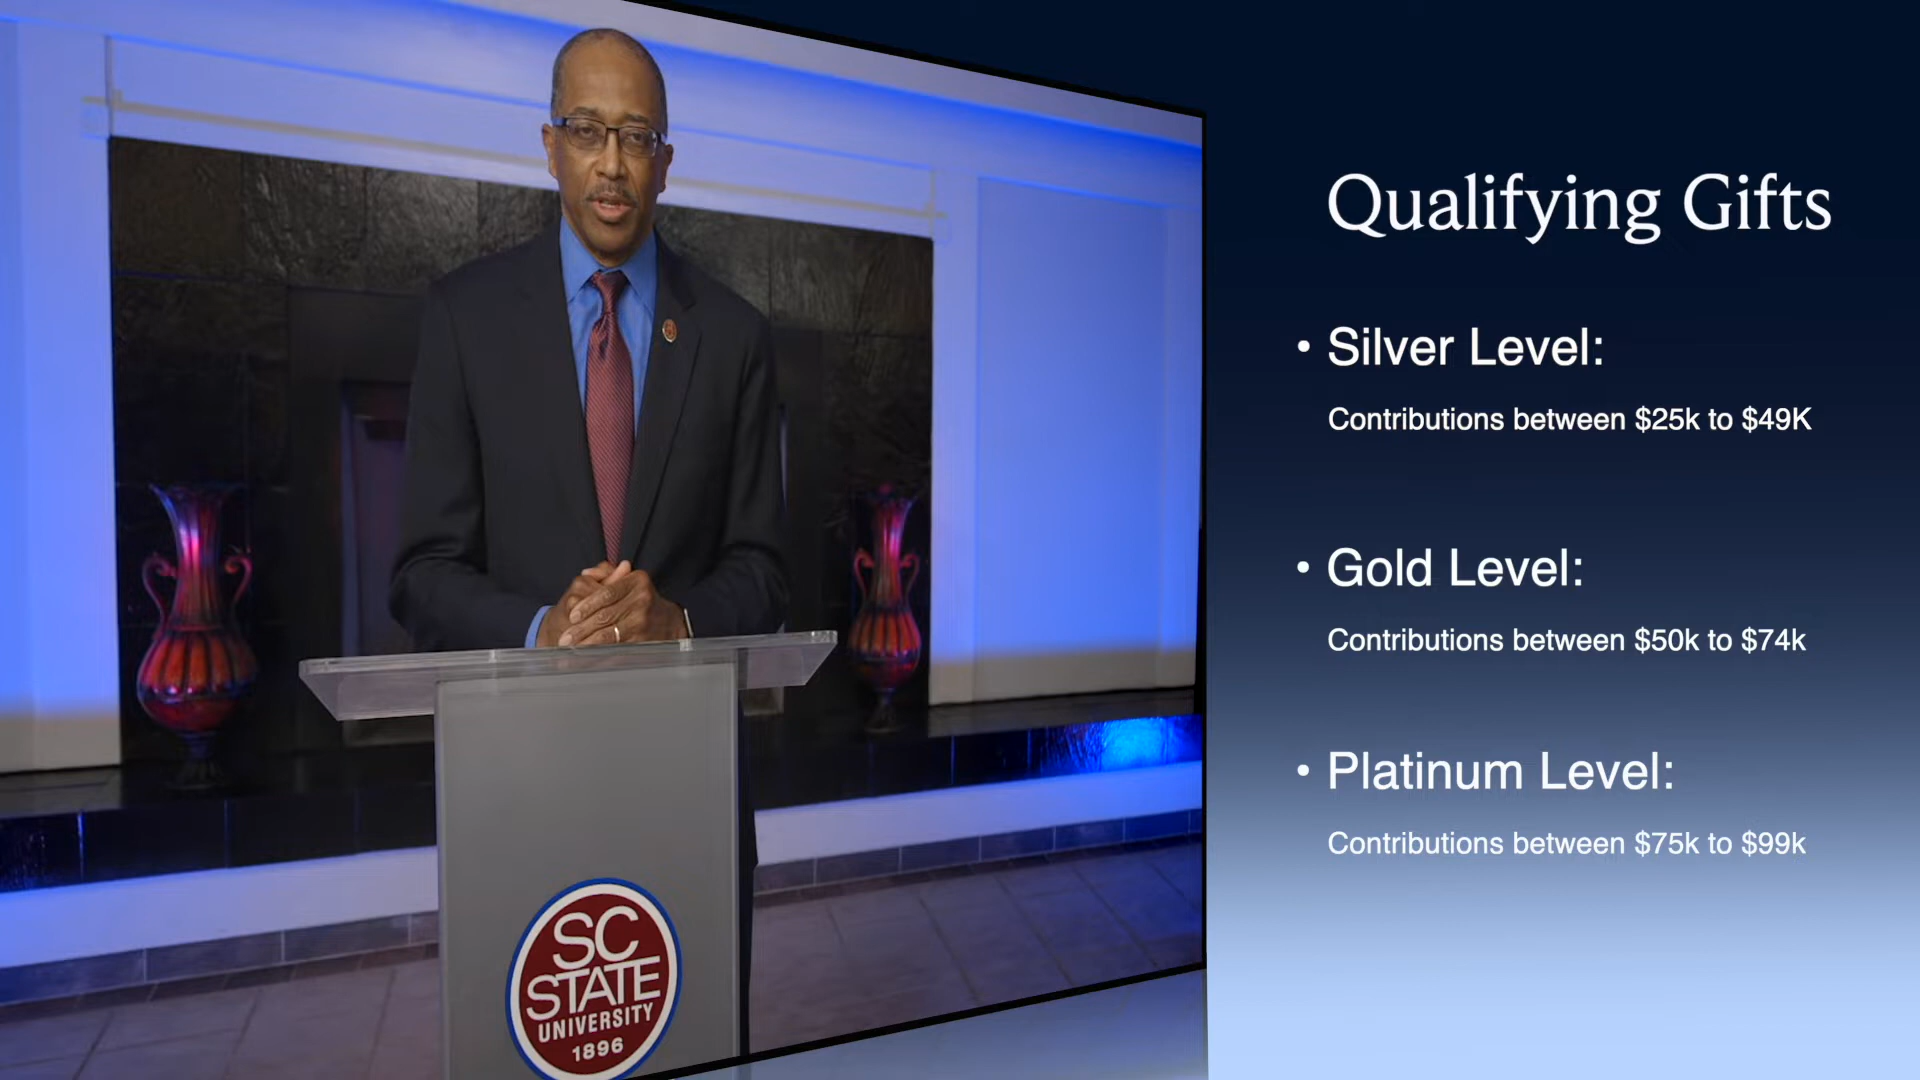 Qualifying Gifts
• Silver Level:
Contributions between $25k to $49K
• Gold Level:
Contributions between $50k to $74k
• Platinum Level:
Contributions between $75k to $99k
SC
STATE
UNIVERSITY
1896